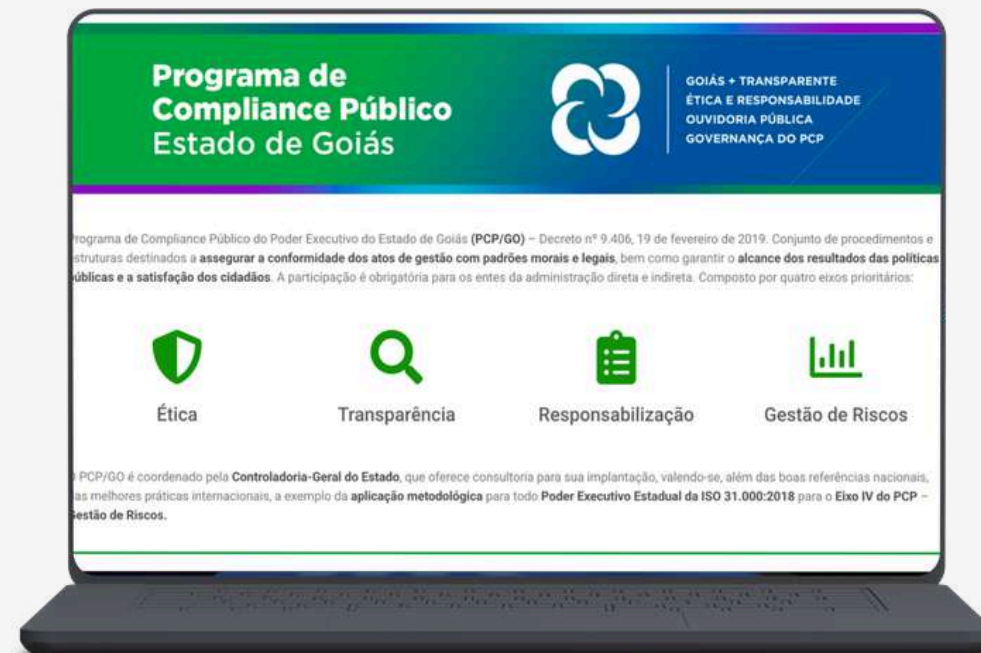 Programa de
Compliance Público
Estado de Goiás
GOIÁS + TRANSPARENTE
ÉTICA E RESPONSABILIDADE
OUVIDORIA PÚBLICA
GOVERNANÇA DO PCP
rograma de Compliance Público do Poder Executivo do Estado de Goiás (PCP/GO) – Decreto nº 9.406, 19 de fevereiro de 2019. Conjunto de procedimentos e
struturas destinados a assegurar a conformidade dos atos de gestão com padrões morais e legais, bem como garantir o alcance dos resultados das políticas
úblicas e a satisfação dos cidadãos. A participação é obrigatória para os entes da administração direta e indireta. Composto por quatro eixos prioritários:
Ética
Transparência
Responsabilização
Gestão de Riscos
PCP/GO é coordenado pela Controladoria-Geral do Estado, que oferece consultoria para sua implantação, valendo-se, além das boas referências nacionais,
as melhores práticas internacionais, a exemplo da aplicação metodológica para todo Poder Executivo Estadual da ISO 31.000:2018 para o Eixo IV do PCP –
estão de Riscos.